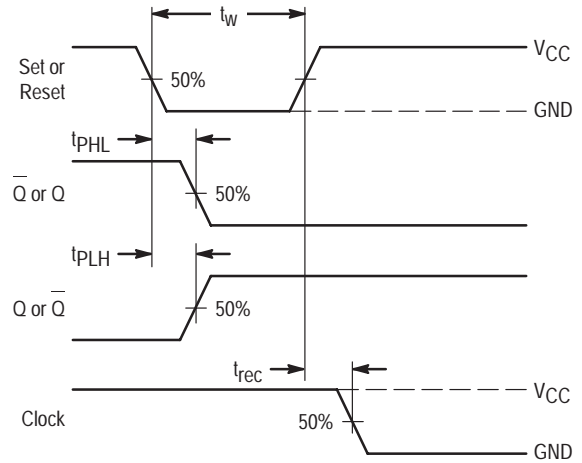 tw
VCC
Set or
Reset
50%
GND
tPHL
Q̅ or Q
50%
tPLH
Q or Q̅
50%
trec
VCC
Clock
50%
GND